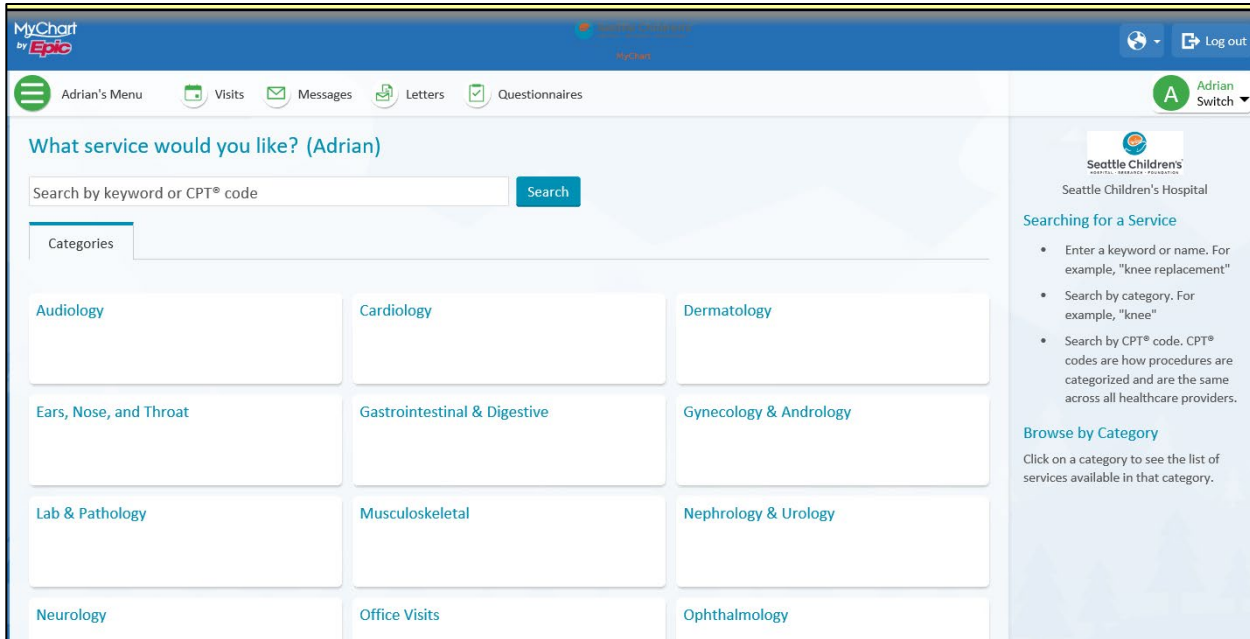 MyChart
by Epic
MyChart
Log out
Adrian's Menu
Visits
Messages
Letters
Questionnaires
A
Adrian
Switch
What service would you like? (Adrian)
Search by keyword or CPT® code
Search
Categories
Audiology
Cardiology
Dermatology
Ears, Nose, and Throat
Gastrointestinal & Digestive
Gynecology & Andrology
Lab & Pathology
Musculoskeletal
Nephrology & Urology
Neurology
Office Visits
Ophthalmology
Seattle Children's
HOSPITAL • RESEARCH • FOUNDATION
Seattle Children's Hospital
Searching for a Service
• Enter a keyword or name. For
example, "knee replacement"
• Search by category. For
example, "knee"
• Search by CPT® code. CPT®
codes are how procedures are
categorized and are the same
across all healthcare providers.
Browse by Category
Click on a category to see the list of
services available in that category.